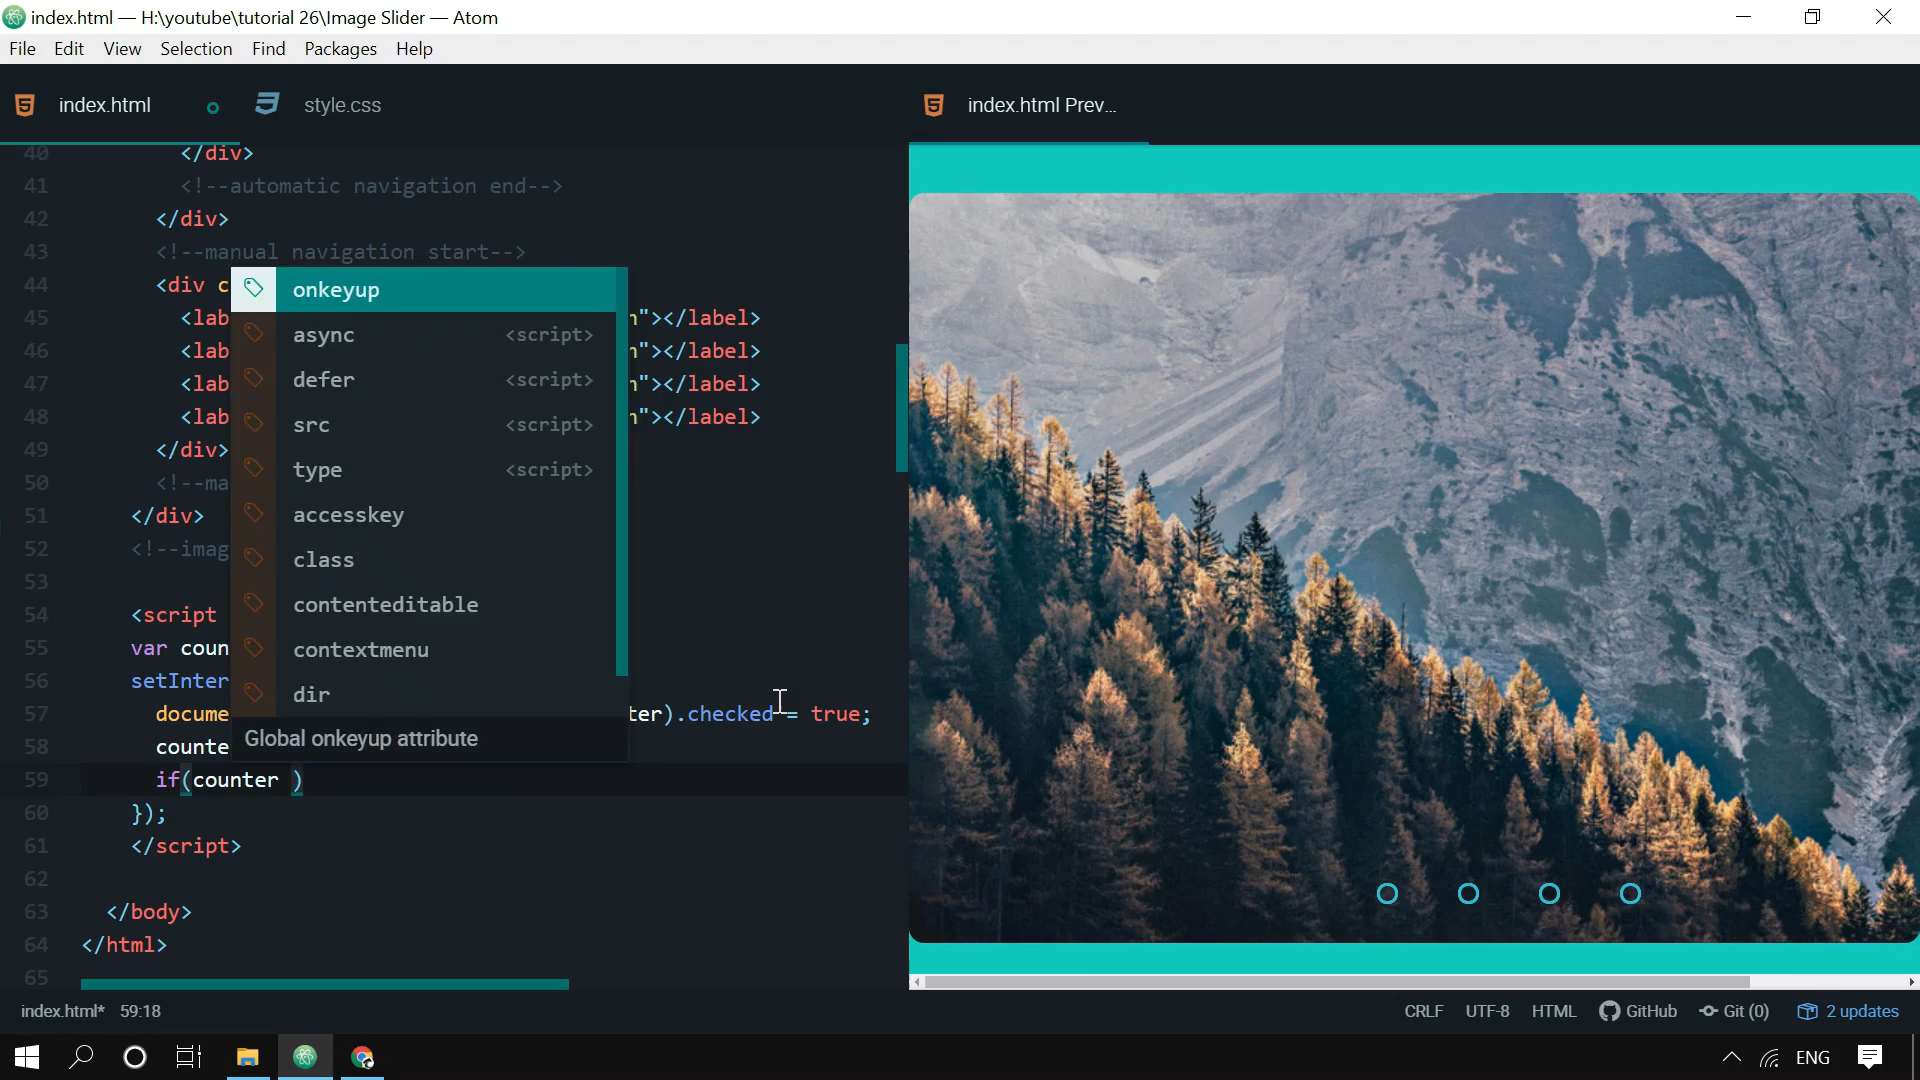 index.html — H:\youtube\tutorial 26\Image Slider — Atom
File Edit View Selection Find Packages Help
index.html style.css
index.html Prev...
40 </div>
41 <!--automatic navigation end-->
42 </div>
43 <!--manual navigation start-->
44 <div c
45 <lab n"></label>
46 <lab n"></label>
47 <lab n"></label>
48 <lab n"></label>
49 </div>
50 <!--ma
51 </div>
52 <!--imag
53
54 <script
55 var coun
56 setInter
57 docume ter).checked = true;
58 counte
59 if(counter )
60 });
61 </script>
62
63 </body>
64 </html>
65
onkeyup
async <script>
defer <script>
src <script>
type <script>
accesskey
class
contenteditable
contextmenu
dir
Global onkeyup attribute
index.html* 59:18 CRLF UTF-8 HTML GitHub Git (0) 2 updates
ENG